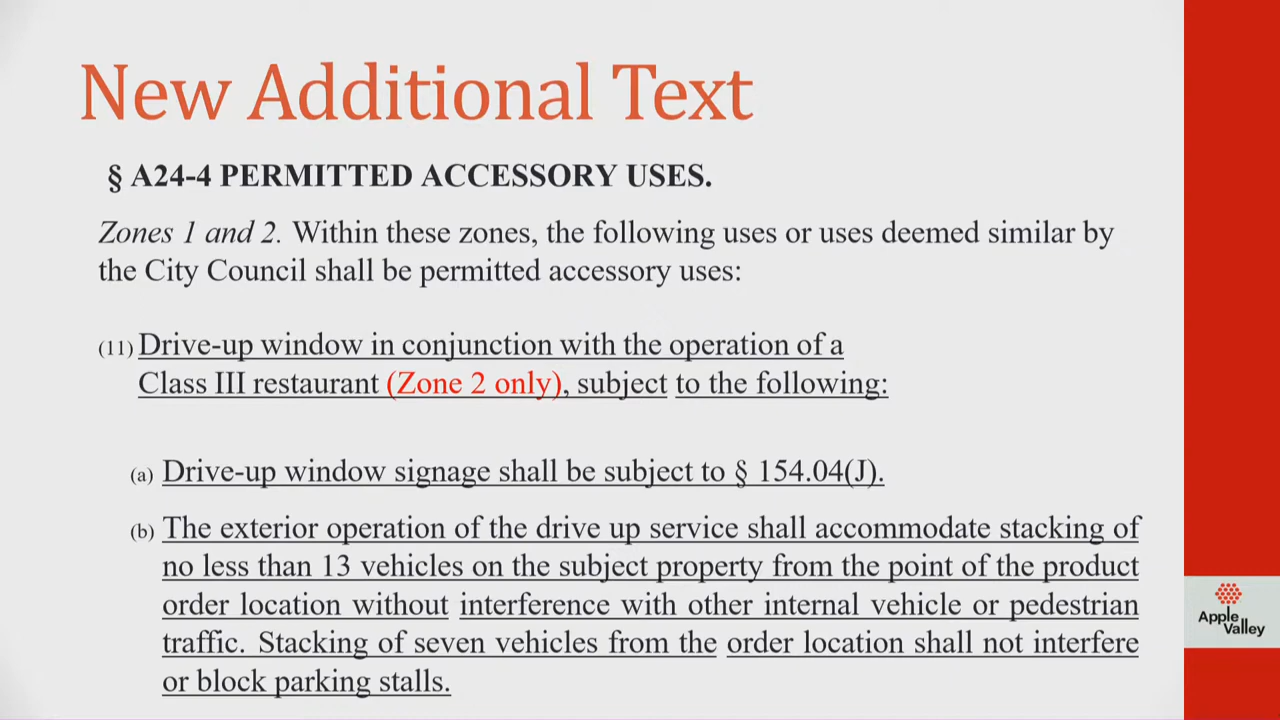 New Additional Text
§ A24-4 PERMITTED ACCESSORY USES.
Zones 1 and 2. Within these zones, the following uses or uses deemed similar by
the City Council shall be permitted accessory uses:
(11) Drive-up window in conjunction with the operation of a
Class III restaurant (Zone 2 only), subject to the following:
(a) Drive-up window signage shall be subject to § 154.04(J).
(b) The exterior operation of the drive up service shall accommodate stacking of
no less than 13 vehicles on the subject property from the point of the product
order location without interference with other internal vehicle or pedestrian
traffic. Stacking of seven vehicles from the order location shall not interfere
or block parking stalls.
Apple
Valley